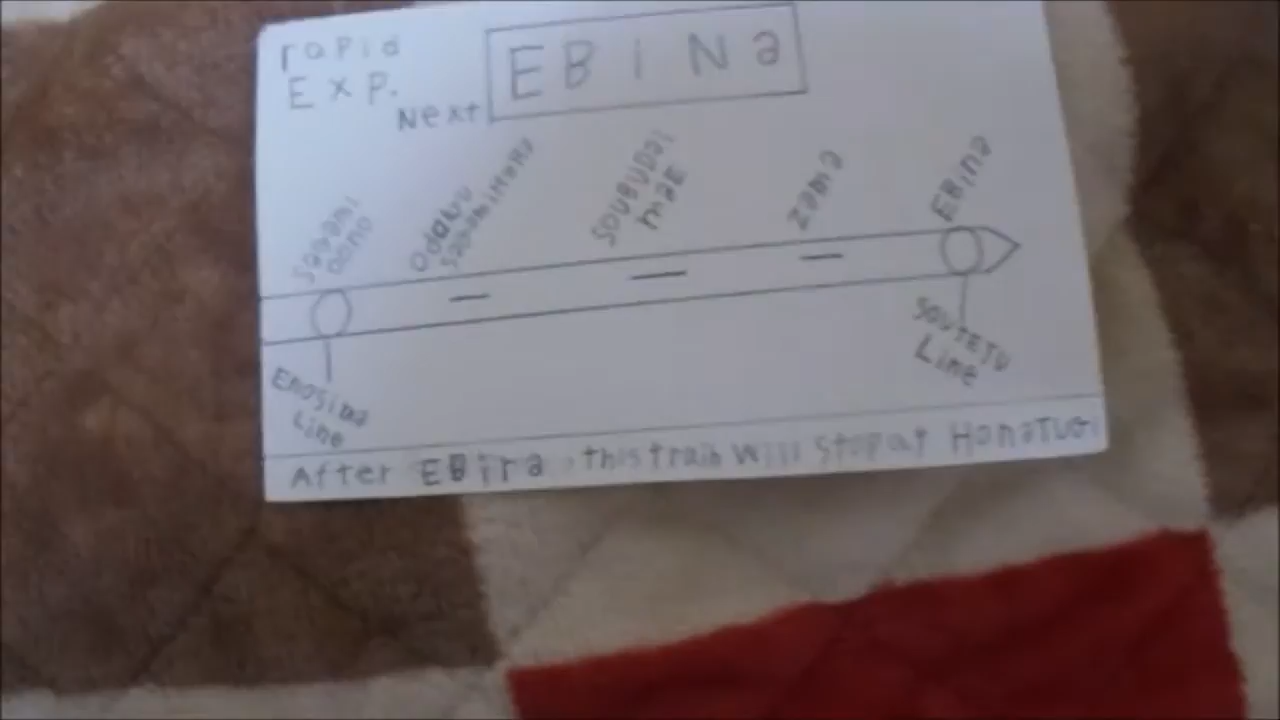 rapid
Exp.
Next EBiNa
Sagami
oono
Odakyu
SagamiHara
SOUBUDai
maE
zama
EBina
Enosima
Line
SOUTETU
Line
After EBina, this train will stop at HonaTugi